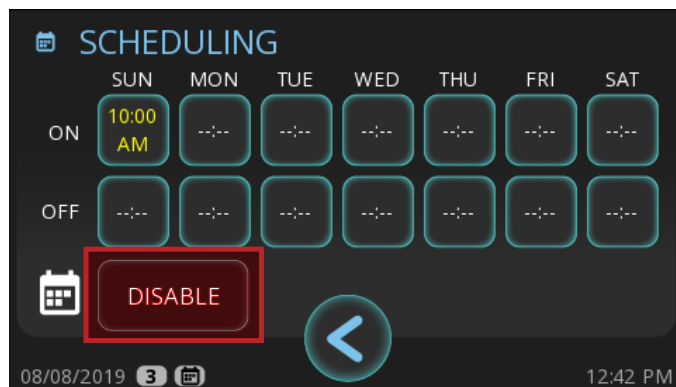 SCHEDULING
SUN MON TUE WED THU FRI SAT
ON 10:00 AM --:-- --:-- --:-- --:-- --:-- --:--
OFF --:-- --:-- --:-- --:-- --:-- --:-- --:--
DISABLE
08/08/2019 3 12:42 PM